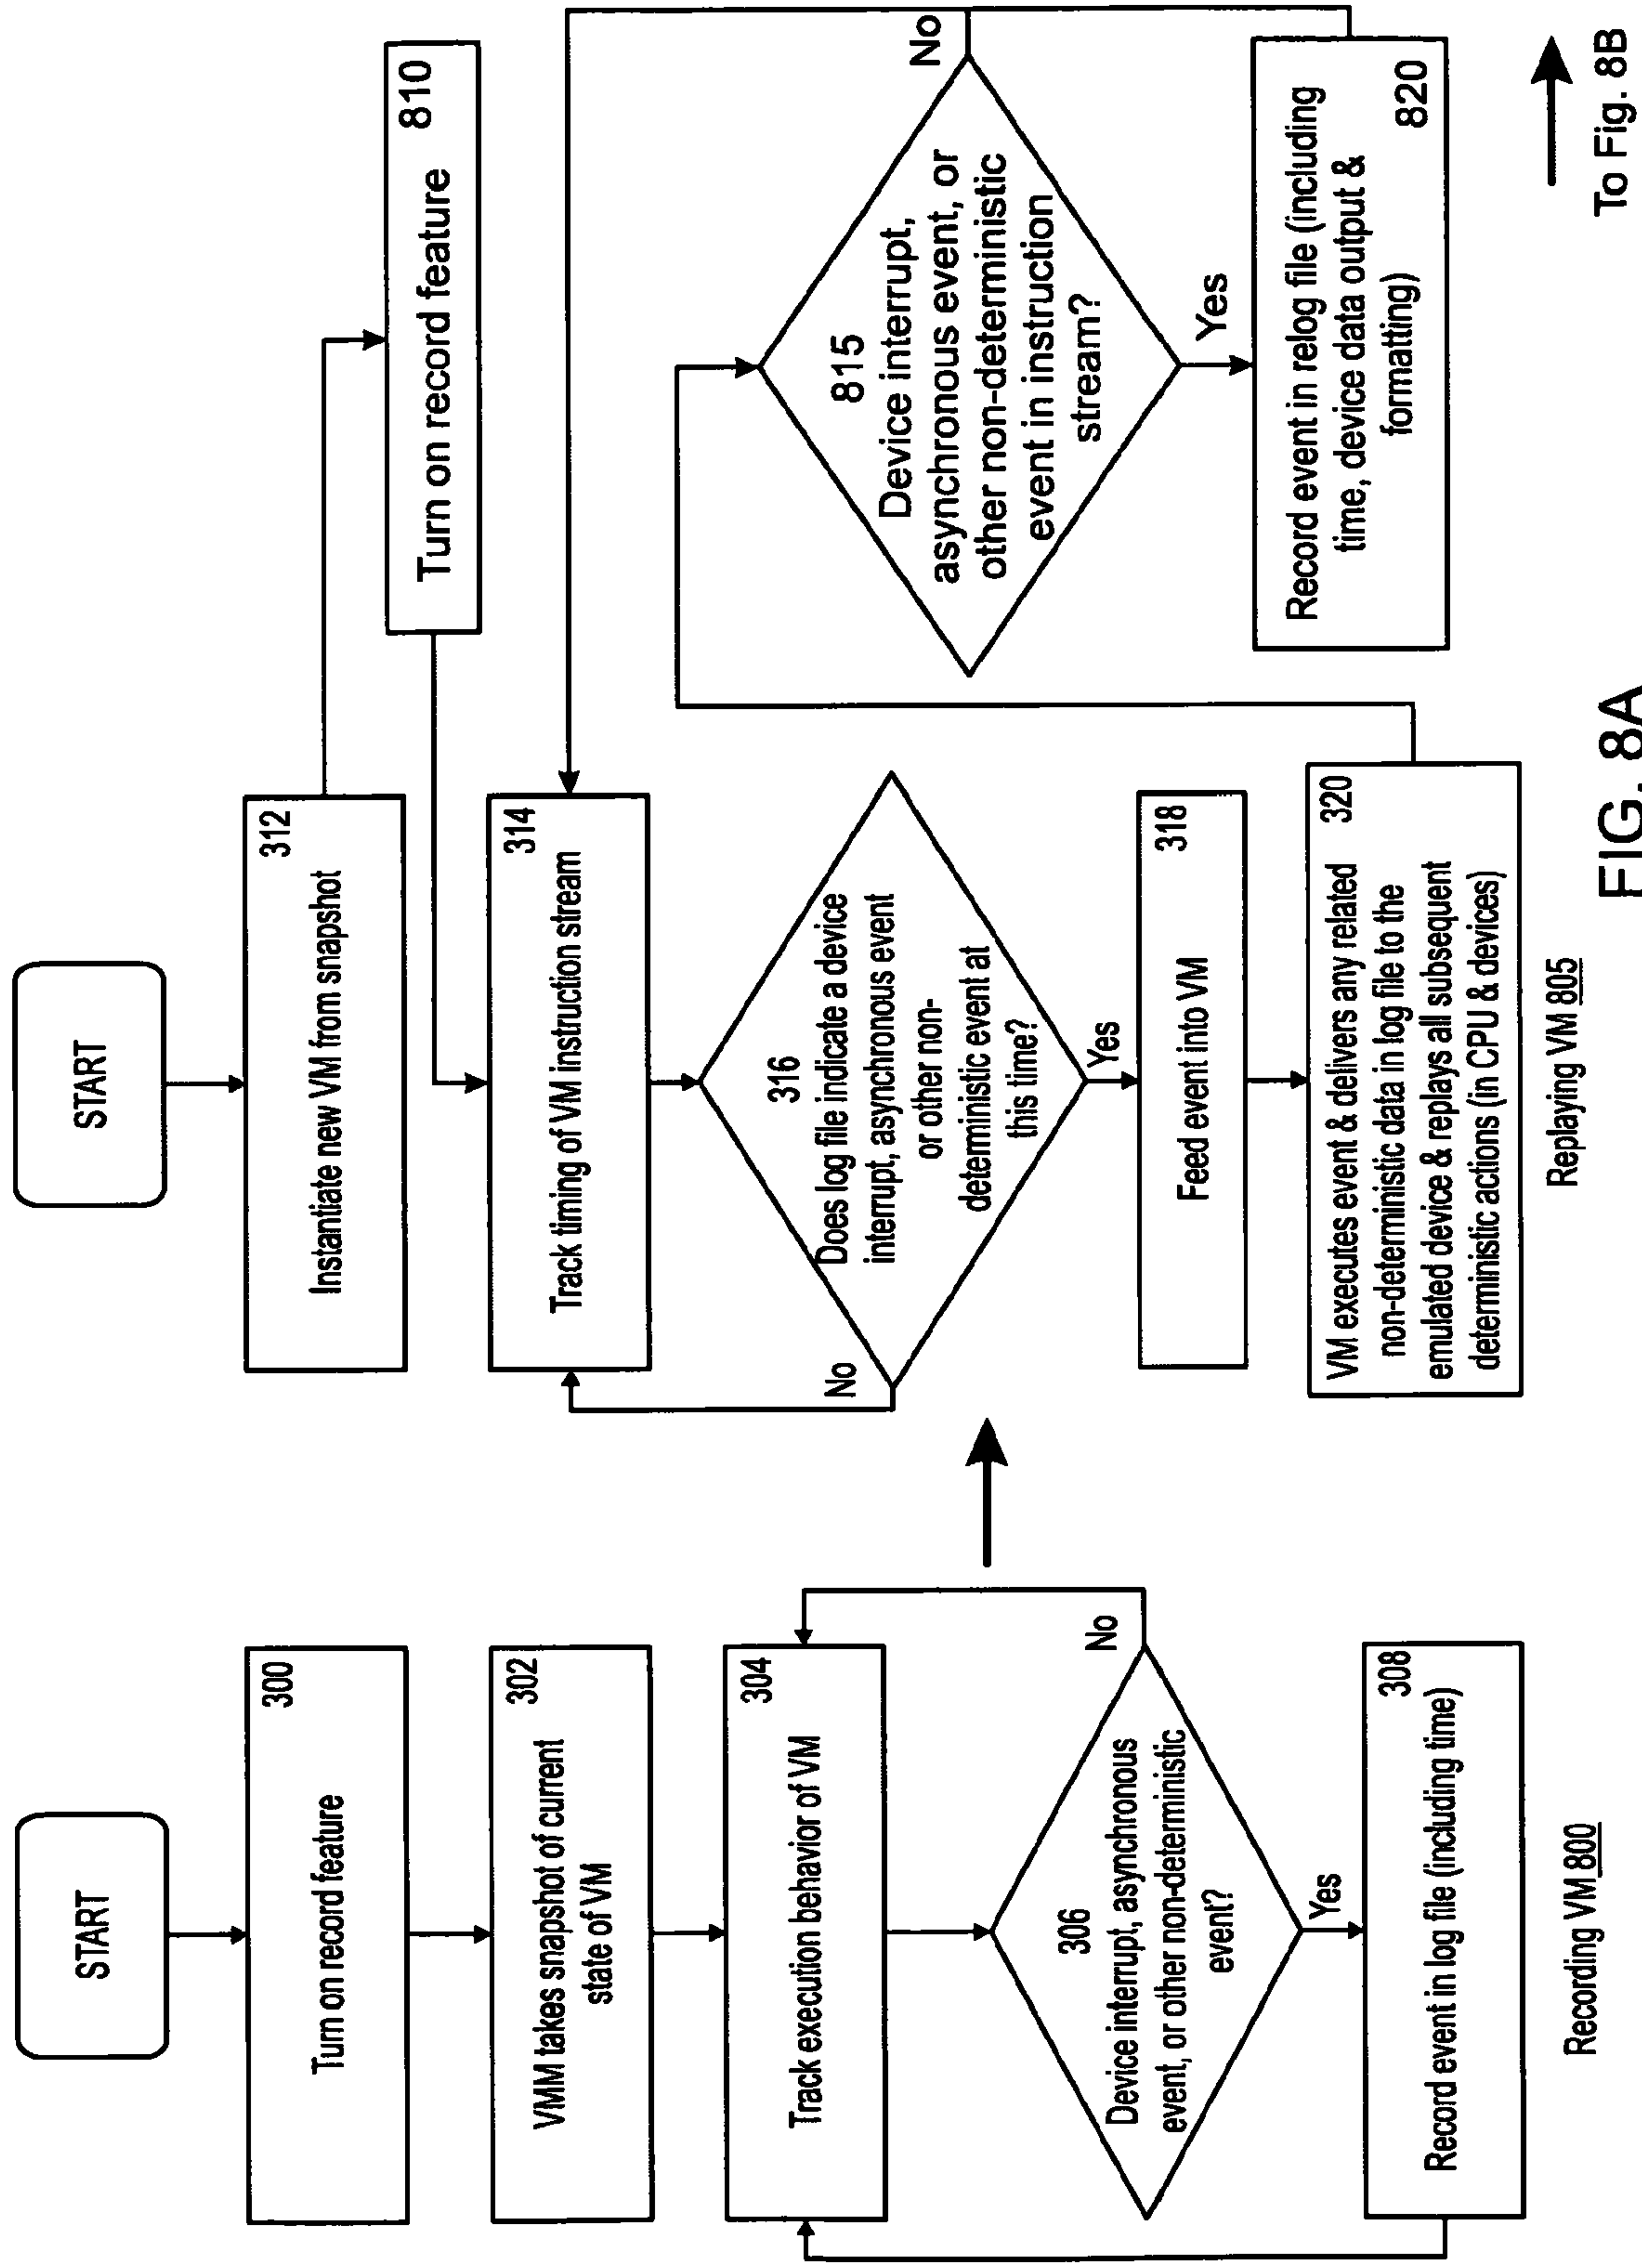 START
300
Turn on record feature
302
VMM takes snapshot of current
state of VM
304
Track execution behavior of VM
306
Device interrupt, asynchronous
event, or other non-deterministic
event?
No
Yes
308
Record event in log file (including time)
Recording VM 800
START
312
Instantiate new VM from snapshot
314
Track timing of VM instruction stream
316
Does log file indicate a device
interrupt, asynchronous event
or other non-
deterministic event at
this time?
No
Yes
318
Feed event into VM
320
VM executes event & delivers any related
non-deterministic data in log file to the
emulated device & replays all subsequent
deterministic actions (in CPU & devices)
Replaying VM 805
810
Turn on record feature
815
Device interrupt,
asynchronous event, or
other non-deterministic
event in instruction
stream?
No
Yes
Record event in relog file (including
time, device data output &
formatting)
820
To Fig. 8B
FIG. 8A